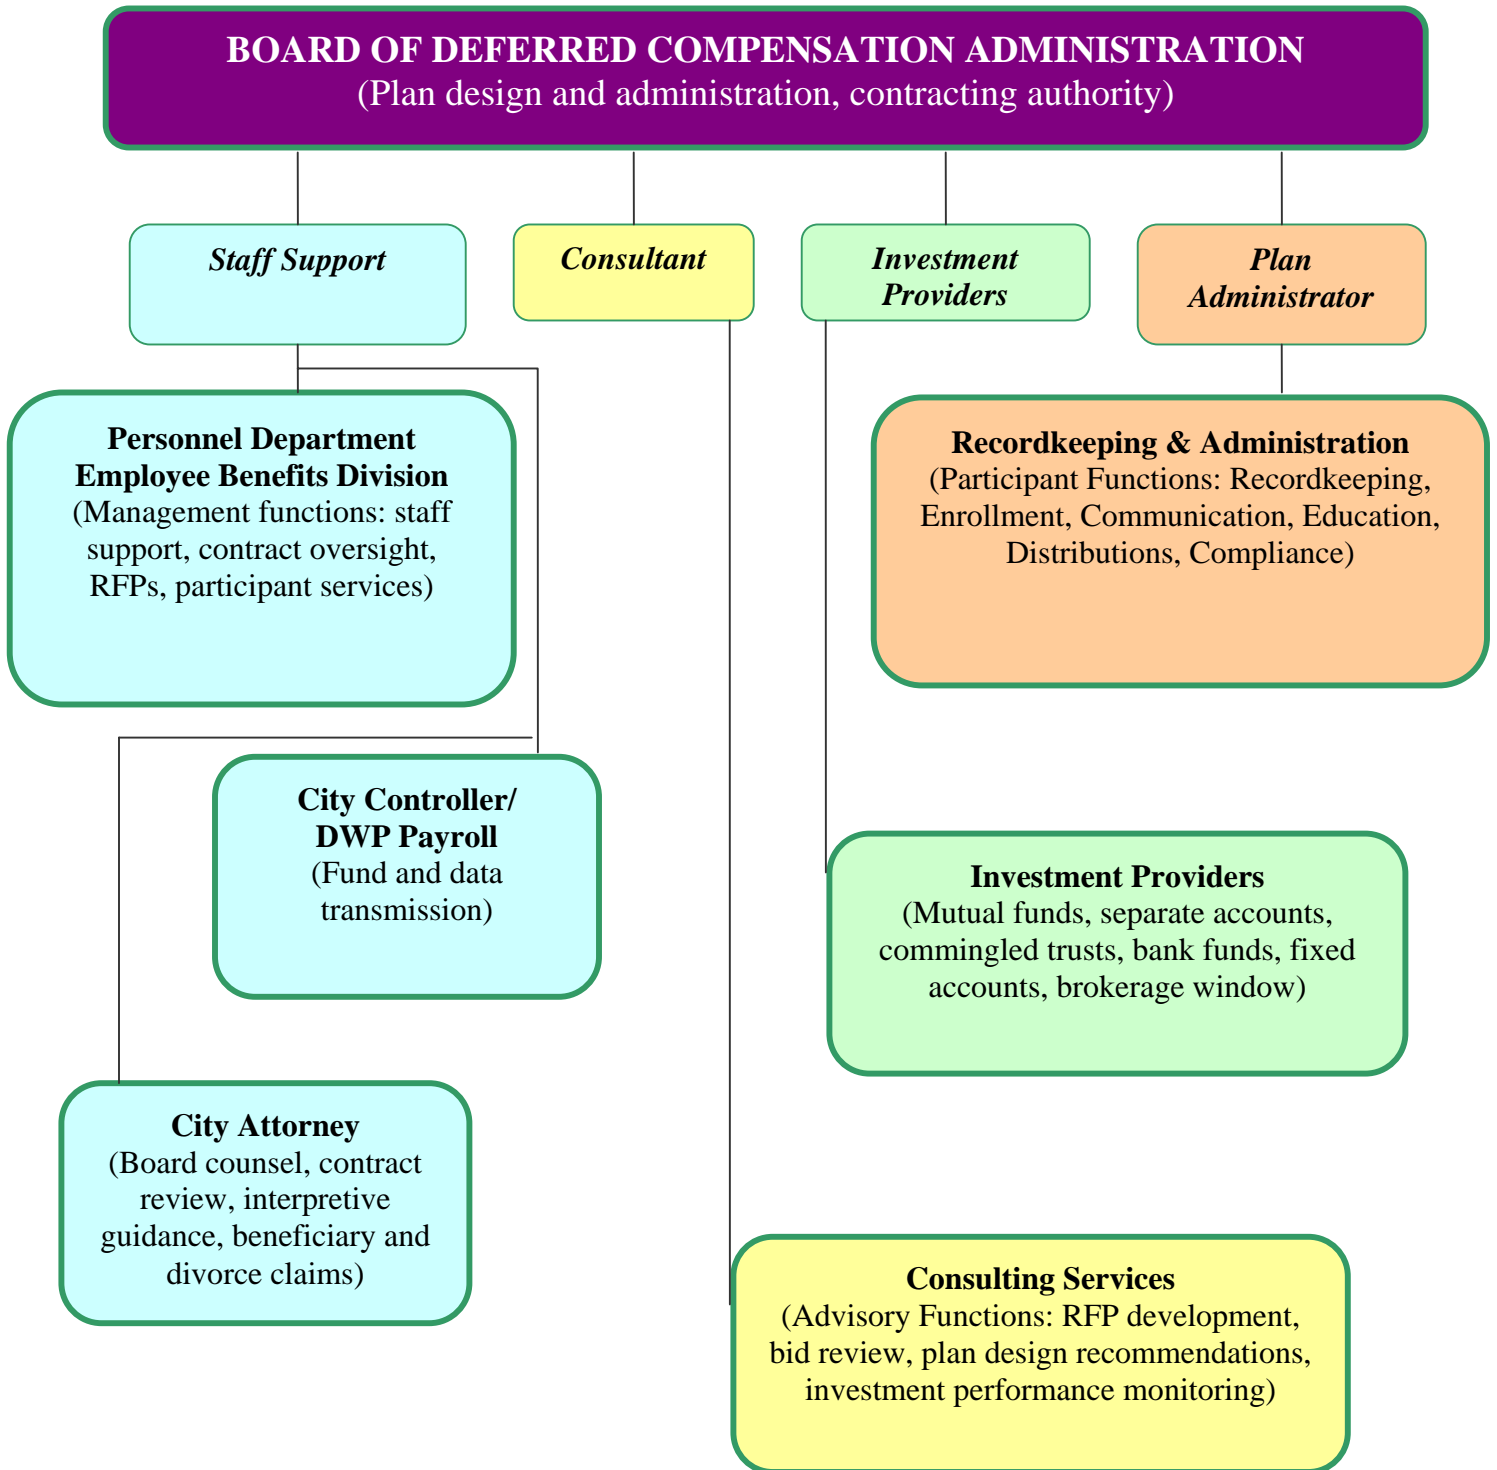 BOARD OF DEFERRED COMPENSATION ADMINISTRATION
(Plan design and administration, contracting authority)
Staff Support
Consultant
Investment
Providers
Plan
Administrator
Personnel Department
Employee Benefits Division
(Management functions: staff
support, contract oversight,
RFPs, participant services)
Recordkeeping & Administration
(Participant Functions: Recordkeeping,
Enrollment, Communication, Education,
Distributions, Compliance)
City Controller/
DWP Payroll
(Fund and data
transmission)
Investment Providers
(Mutual funds, separate accounts,
commingled trusts, bank funds, fixed
accounts, brokerage window)
City Attorney
(Board counsel, contract
review, interpretive
guidance, beneficiary and
divorce claims)
Consulting Services
(Advisory Functions: RFP development,
bid review, plan design recommendations,
investment performance monitoring)